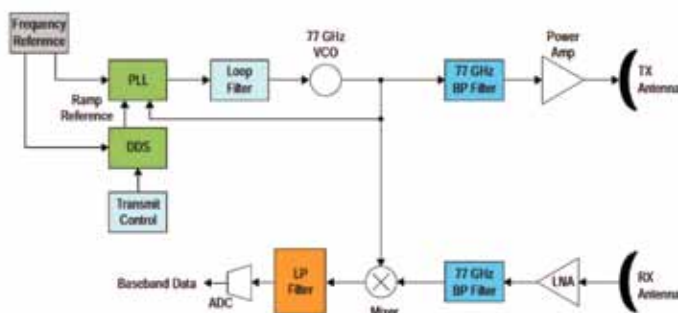 Frequency
Reference
PLL
Loop
Filter
77 GHz
VCO
77 GHz
BP Filter
Power
Amp
TX
Antenna
Ramp
Reference
DDS
Transmit
Control
Baseband Data
ADC
LP
Filter
Mixer
77 GHz
BP Filter
LNA
RX
Antenna